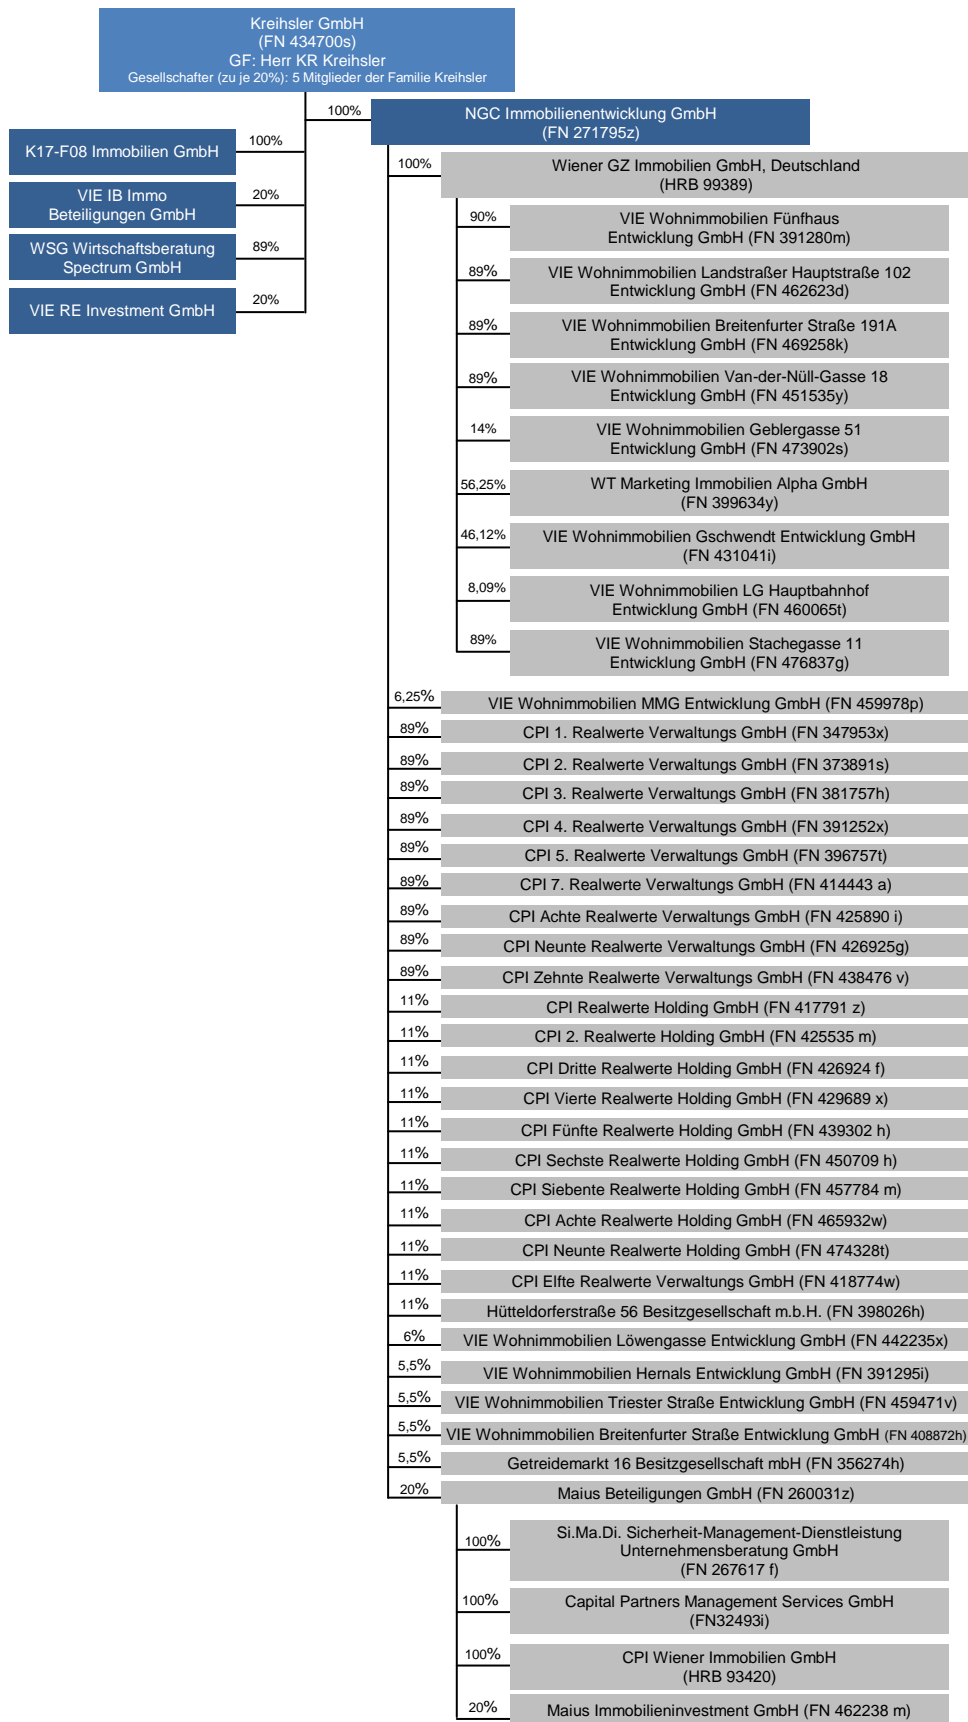 Kreihsler GmbH
(FN 434700s)
GF: Herr KR Kreihsler
Gesellschafter (zu je 20%): 5 Mitglieder der Familie Kreihsler
100%
NGC Immobilienentwicklung GmbH
(FN 271795z)
K17-F08 Immobilien GmbH
100%
VIE IB Immo
Beteiligungen GmbH
20%
WSG Wirtschaftsberatung
Spectrum GmbH
89%
VIE RE Investment GmbH
20%
100%
Wiener GZ Immobilien GmbH, Deutschland
(HRB 99389)
90%
VIE Wohnimmobilien Fünfhaus
Entwicklung GmbH (FN 391280m)
89%
VIE Wohnimmobilien Landstraßer Hauptstraße 102
Entwicklung GmbH (FN 462623d)
89%
VIE Wohnimmobilien Breitenfurter Straße 191A
Entwicklung GmbH (FN 469258k)
89%
VIE Wohnimmobilien Van-der-Nüll-Gasse 18
Entwicklung GmbH (FN 451535y)
14%
VIE Wohnimmobilien Geblergasse 51
Entwicklung GmbH (FN 473902s)
56,25%
WT Marketing Immobilien Alpha GmbH
(FN 399634y)
46,12%
VIE Wohnimmobilien Gschwendt Entwicklung GmbH
(FN 431041i)
8,09%
VIE Wohnimmobilien LG Hauptbahnhof
Entwicklung GmbH (FN 460065t)
89%
VIE Wohnimmobilien Stachegasse 11
Entwicklung GmbH (FN 476837g)
6,25%
VIE Wohnimmobilien MMG Entwicklung GmbH (FN 459978p)
89%
CPI 1. Realwerte Verwaltungs GmbH (FN 347953x)
89%
CPI 2. Realwerte Verwaltungs GmbH (FN 373891s)
89%
CPI 3. Realwerte Verwaltungs GmbH (FN 381757h)
89%
CPI 4. Realwerte Verwaltungs GmbH (FN 391252x)
89%
CPI 5. Realwerte Verwaltungs GmbH (FN 396757t)
89%
CPI 7. Realwerte Verwaltungs GmbH (FN 414443 a)
89%
CPI Achte Realwerte Verwaltungs GmbH (FN 425890 i)
89%
CPI Neunte Realwerte Verwaltungs GmbH (FN 426925g)
89%
CPI Zehnte Realwerte Verwaltungs GmbH (FN 438476 v)
11%
CPI Realwerte Holding GmbH (FN 417791 z)
11%
CPI 2. Realwerte Holding GmbH (FN 425535 m)
11%
CPI Dritte Realwerte Holding GmbH (FN 426924 f)
11%
CPI Vierte Realwerte Holding GmbH (FN 429689 x)
11%
CPI Fünfte Realwerte Holding GmbH (FN 439302 h)
11%
CPI Sechste Realwerte Holding GmbH (FN 450709 h)
11%
CPI Siebente Realwerte Holding GmbH (FN 457784 m)
11%
CPI Achte Realwerte Holding GmbH (FN 465932w)
11%
CPI Neunte Realwerte Holding GmbH (FN 474328t)
11%
CPI Elfte Realwerte Verwaltungs GmbH (FN 418774w)
11%
Hütteldorferstraße 56 Besitzgesellschaft m.b.H. (FN 398026h)
6%
VIE Wohnimmobilien Löwengasse Entwicklung GmbH (FN 442235x)
5,5%
VIE Wohnimmobilien Hernals Entwicklung GmbH (FN 391295i)
5,5%
VIE Wohnimmobilien Triester Straße Entwicklung GmbH (FN 459471v)
5,5%
VIE Wohnimmobilien Breitenfurter Straße Entwicklung GmbH (FN 408872h)
5,5%
Getreidemarkt 16 Besitzgesellschaft mbH (FN 356274h)
20%
Maius Beteiligungen GmbH (FN 260031z)
100%
Si.Ma.Di. Sicherheit-Management-Dienstleistung
Unternehmensberatung GmbH
(FN 267617 f)
100%
Capital Partners Management Services GmbH
(FN32493i)
100%
CPI Wiener Immobilien GmbH
(HRB 93420)
20%
Maius Immobilieninvestment GmbH (FN 462238 m)